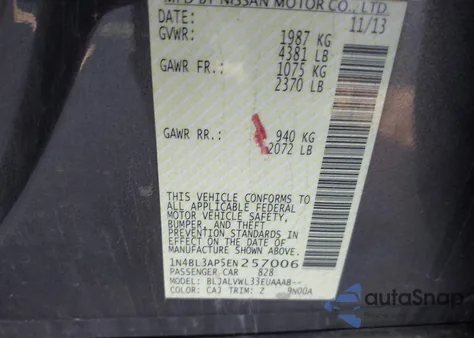 MFD BY NISSAN MOTOR CO., LTD.
DATE: 11/13
GVWR: 1987 KG
4381 LB
GAWR FR.: 1075 KG
2370 LB
GAWR RR.: 940 KG
2072 LB
THIS VEHICLE CONFORMS TO
ALL APPLICABLE FEDERAL
MOTOR VEHICLE SAFETY,
BUMPER, AND THEFT
PREVENTION STANDARDS
IN EFFECT ON THE DATE OF
MANUFACTURE SHOWN ABOVE.
1N4BL3AP5EN257006
PASSENGER CAR 828
MODEL: BLJALVWL33EUAAAB--
COLOR: CAJ TRIM: Z 9N00A
autoSnap